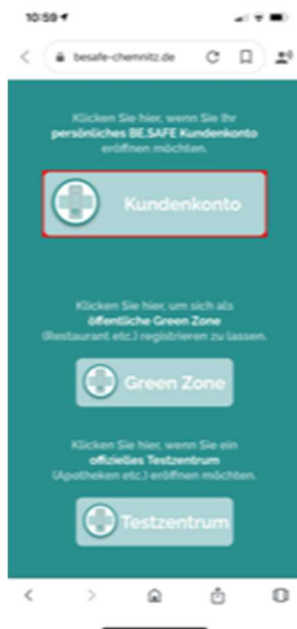 10:59
besafe-chemnitz.de
Klicken Sie hier, wenn Sie Ihr
persönliches BE.SAFE Kundenkonto
eröffnen möchten.
Kundenkonto
Klicken Sie hier, um sich als
öffentliche Green Zone
(Restaurant etc.) registrieren zu lassen.
Green Zone
Klicken Sie hier, wenn Sie ein
offizielles Testzentrum
(Apotheken etc.) eröffnen möchten.
Testzentrum